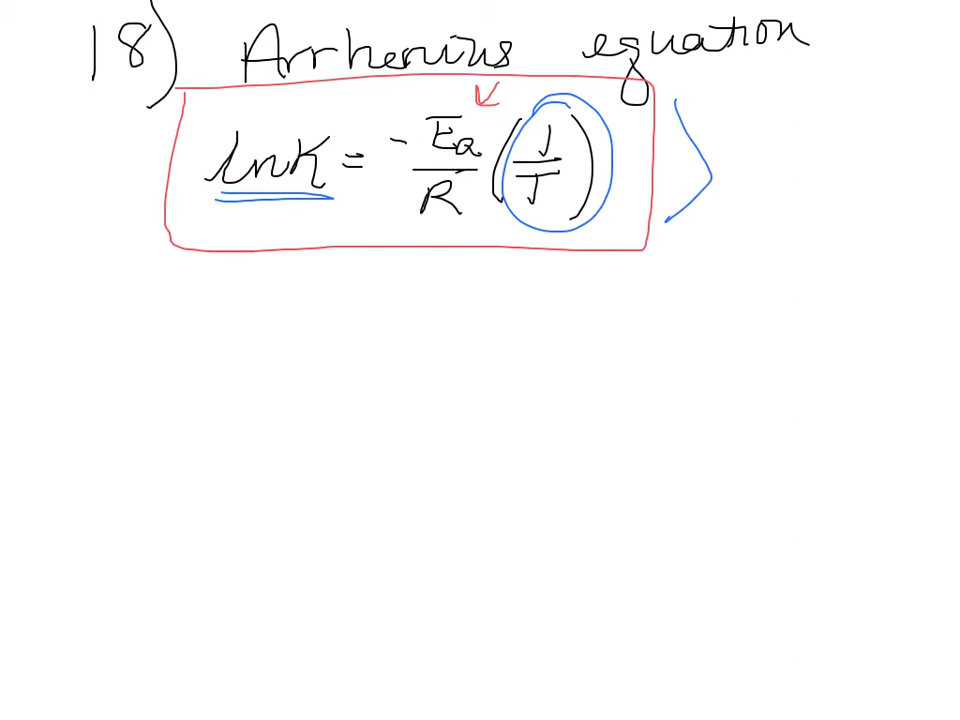 18) Arrhenius equation
lnK = -Ea/R (1/T)